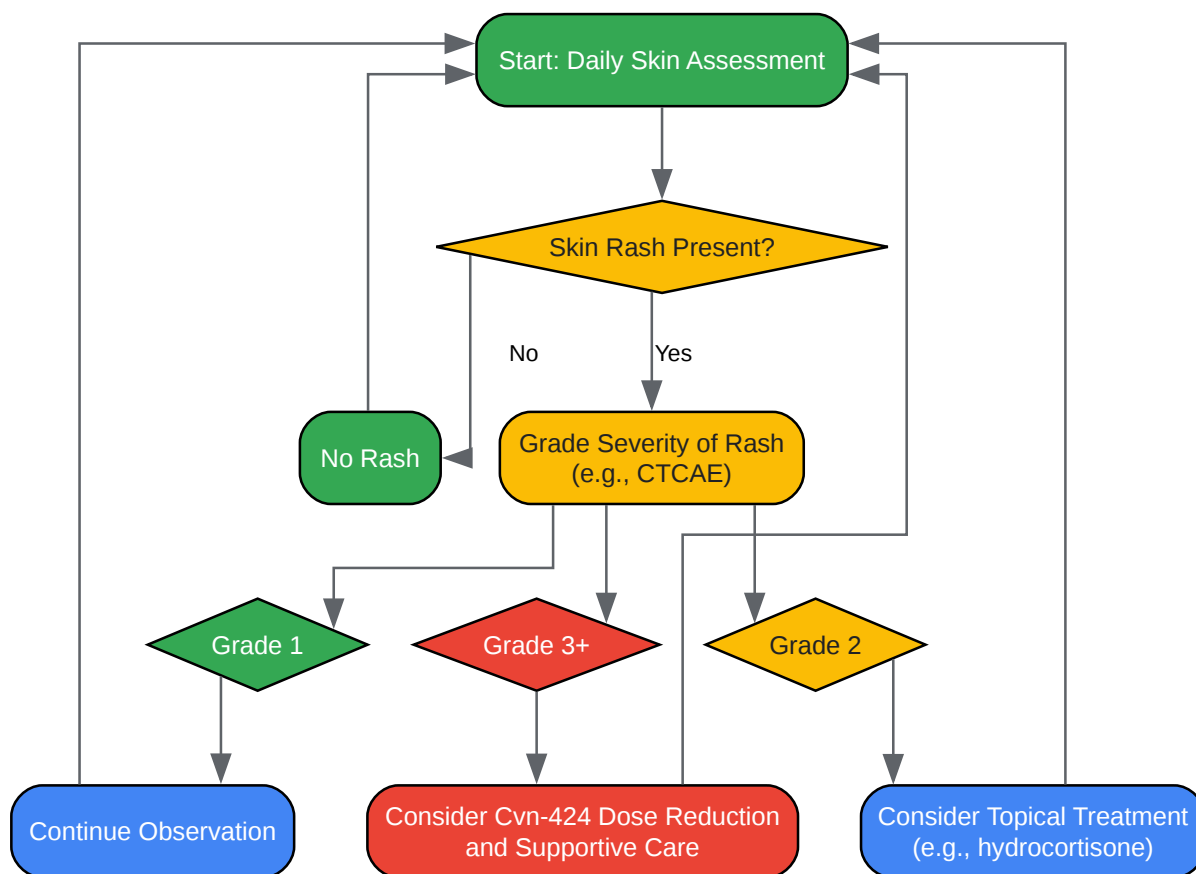 Start: Daily Skin Assessment
Skin Rash Present?
No
Yes
No Rash
Grade Severity of Rash
(e.g., CTCAE)
Grade 1
Grade 3+
Grade 2
Continue Observation
Consider Cvn-424 Dose Reduction
and Supportive Care
Consider Topical Treatment
(e.g., hydrocortisone)